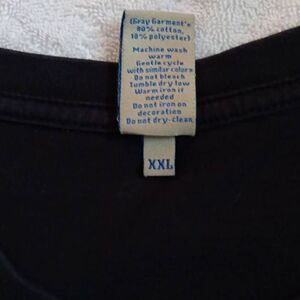 (Gray Garment's
90% cotton,
10% polyester)
Machine wash
warm
Gentle cycle
with similar colors
Do not bleach
Tumble dry low
Warm iron if
needed
Do not iron on
decoration
Do not dry-clean
XXL